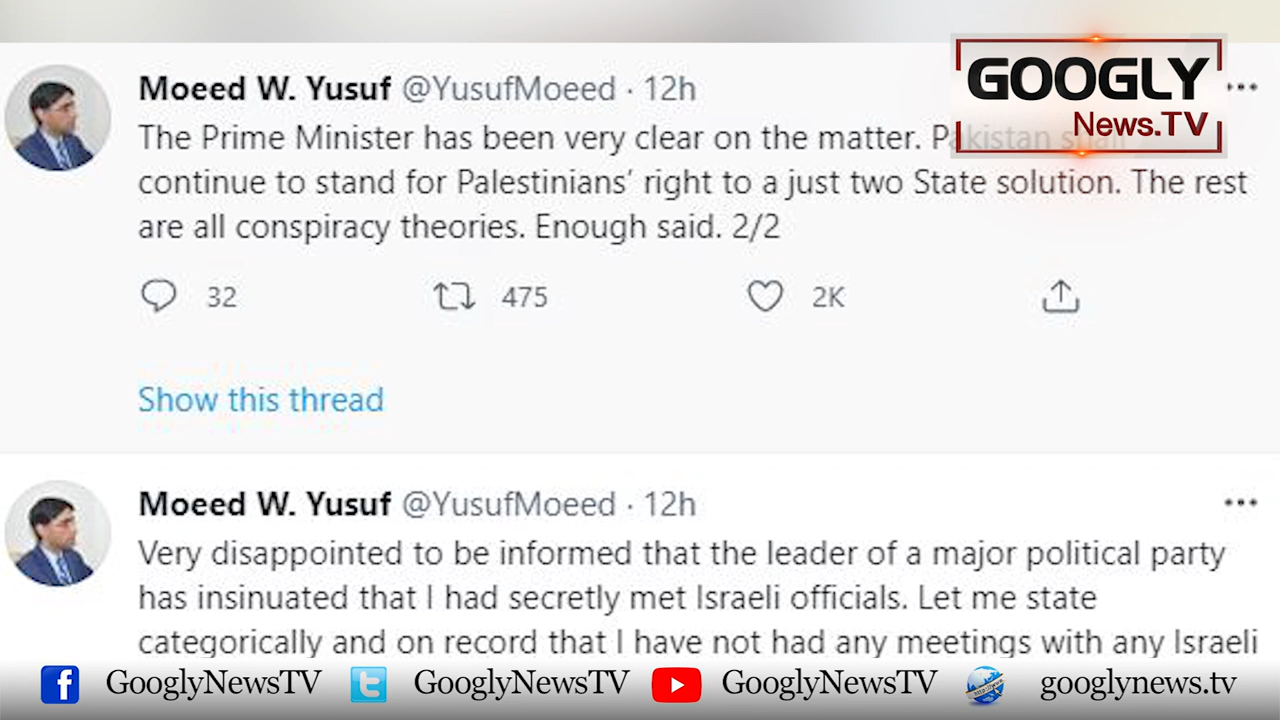 GOOGLY
News.TV
Moeed W. Yusuf @YusufMoeed · 12h
The Prime Minister has been very clear on the matter. Pakistan shall
continue to stand for Palestinians' right to a just two State solution. The rest
are all conspiracy theories. Enough said. 2/2
32 475 2K
Show this thread
Moeed W. Yusuf @YusufMoeed · 12h
Very disappointed to be informed that the leader of a major political party
has insinuated that I had secretly met Israeli officials. Let me state
categorically and on record that I have not had any meetings with any Israeli
GooglyNewsTV GooglyNewsTV GooglyNewsTV googlynews.tv